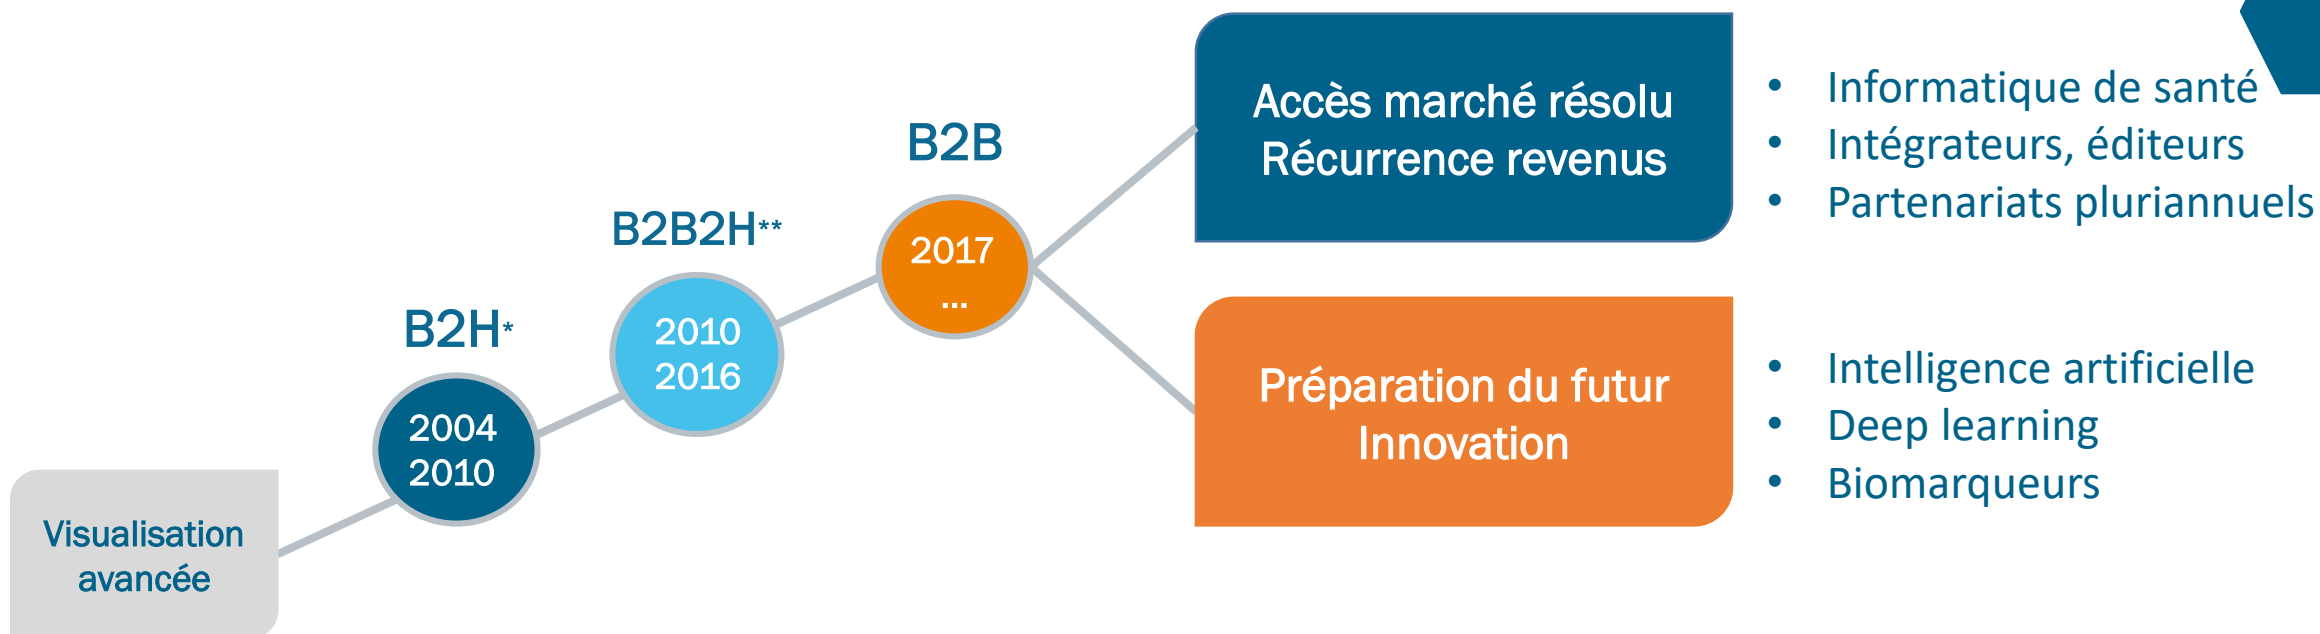 Visualisation
avancée
B2H*
2004
2010
B2B2H**
2010
2016
B2B
2017
...
Accès marché résolu
Récurrence revenus
• Informatique de santé
• Intégrateurs, éditeurs
• Partenariats pluriannuels
Préparation du futur
Innovation
• Intelligence artificielle
• Deep learning
• Biomarqueurs